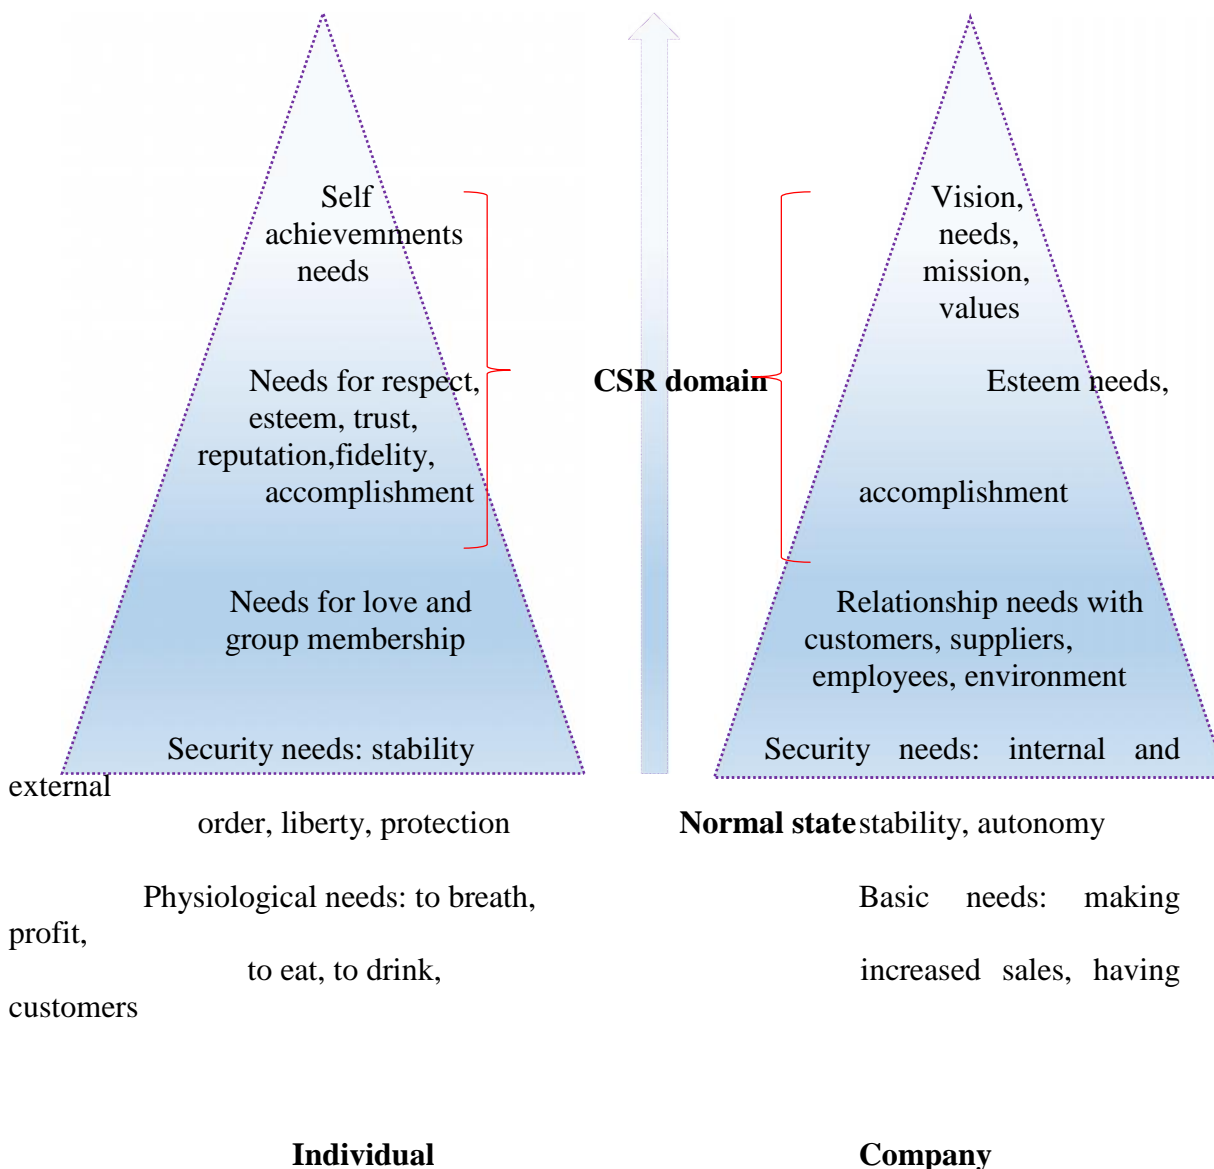 Self Vision,
achievemments needs,
needs mission,
values
Needs for respect, CSR domain Esteem needs,
esteem, trust,
reputation,fidelity,
accomplishment accomplishment
Needs for love and Relationship needs with
group membership customers, suppliers,
employees, environment
Security needs: stability Security needs: internal and
external
order, liberty, protection Normal state stability, autonomy
Physiological needs: to breath, Basic needs: making
profit,
to eat, to drink, increased sales, having
customers
Individual Company